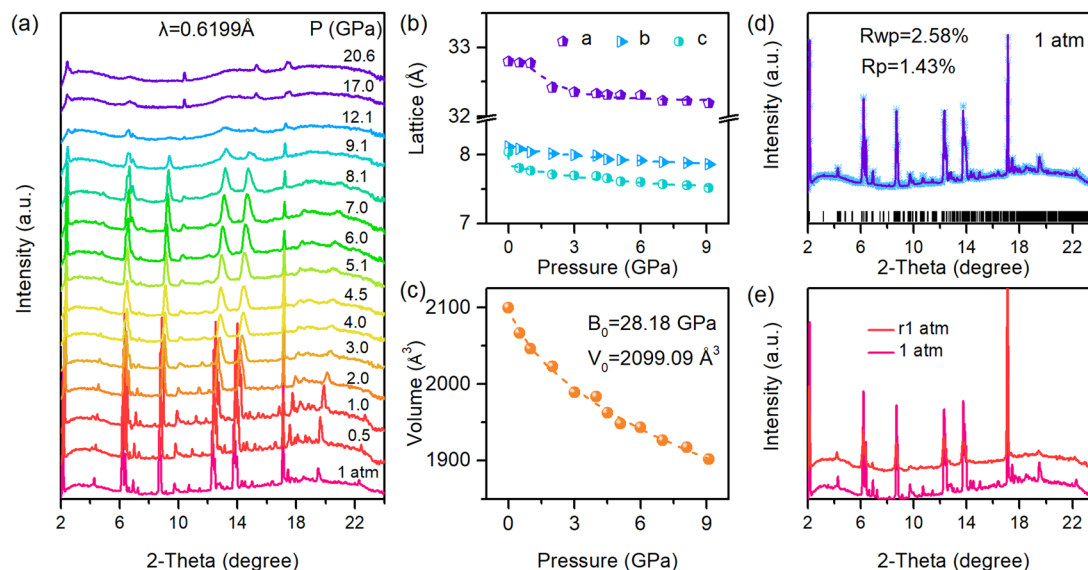 (a)
λ=0.6199Å
P (GPa)
20.6
17.0
12.1
9.1
8.1
7.0
6.0
5.1
4.5
4.0
3.0
2.0
1.0
0.5
1 atm
Intensity (a.u.)
2 6 10 14 18 22
2-Theta (degree)
(b)
a b c
33
32
8
7
Lattice (Å)
0 3 6 9
Pressure (GPa)
(c)
2100
2000
1900
Volume (Å³)
B₀=28.18 GPa
V₀=2099.09 Å³
0 3 6 9
Pressure (GPa)
(d)
Rwp=2.58%
Rp=1.43%
1 atm
Intensity (a.u.)
2 6 10 14 18 22
2-Theta (degree)
(e)
r1 atm
1 atm
Intensity (a.u.)
2 6 10 14 18 22
2-Theta (degree)